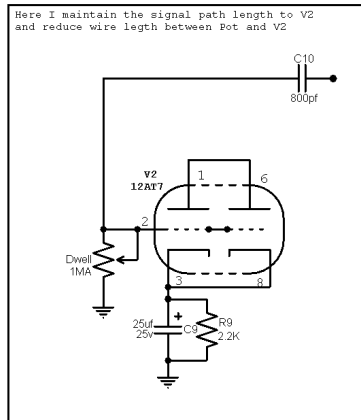 Here I maintain the signal path length to V2
and reduce wire legth between Pot and V2
C10
800pf
1
6
V2
12AT7
2
Dwell
1MA
3
8
25uf
25v
+
C9
R9
2.2K